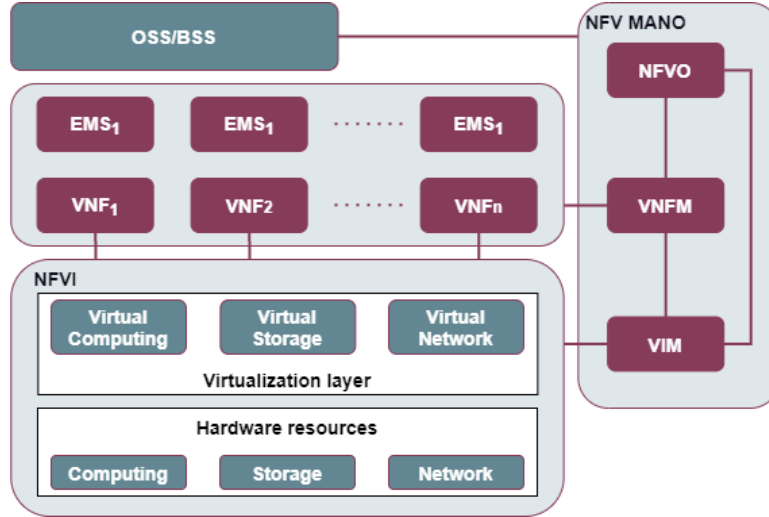 OSS/BSS
NFV MANO
NFVO
EMS₁ EMS₁ ........ EMS₁
VNF₁ VNF₂ ........ VNFn
VNFM
NFVI
Virtual Computing
Virtual Storage
Virtual Network
VIM
Virtualization layer
Hardware resources
Computing Storage Network